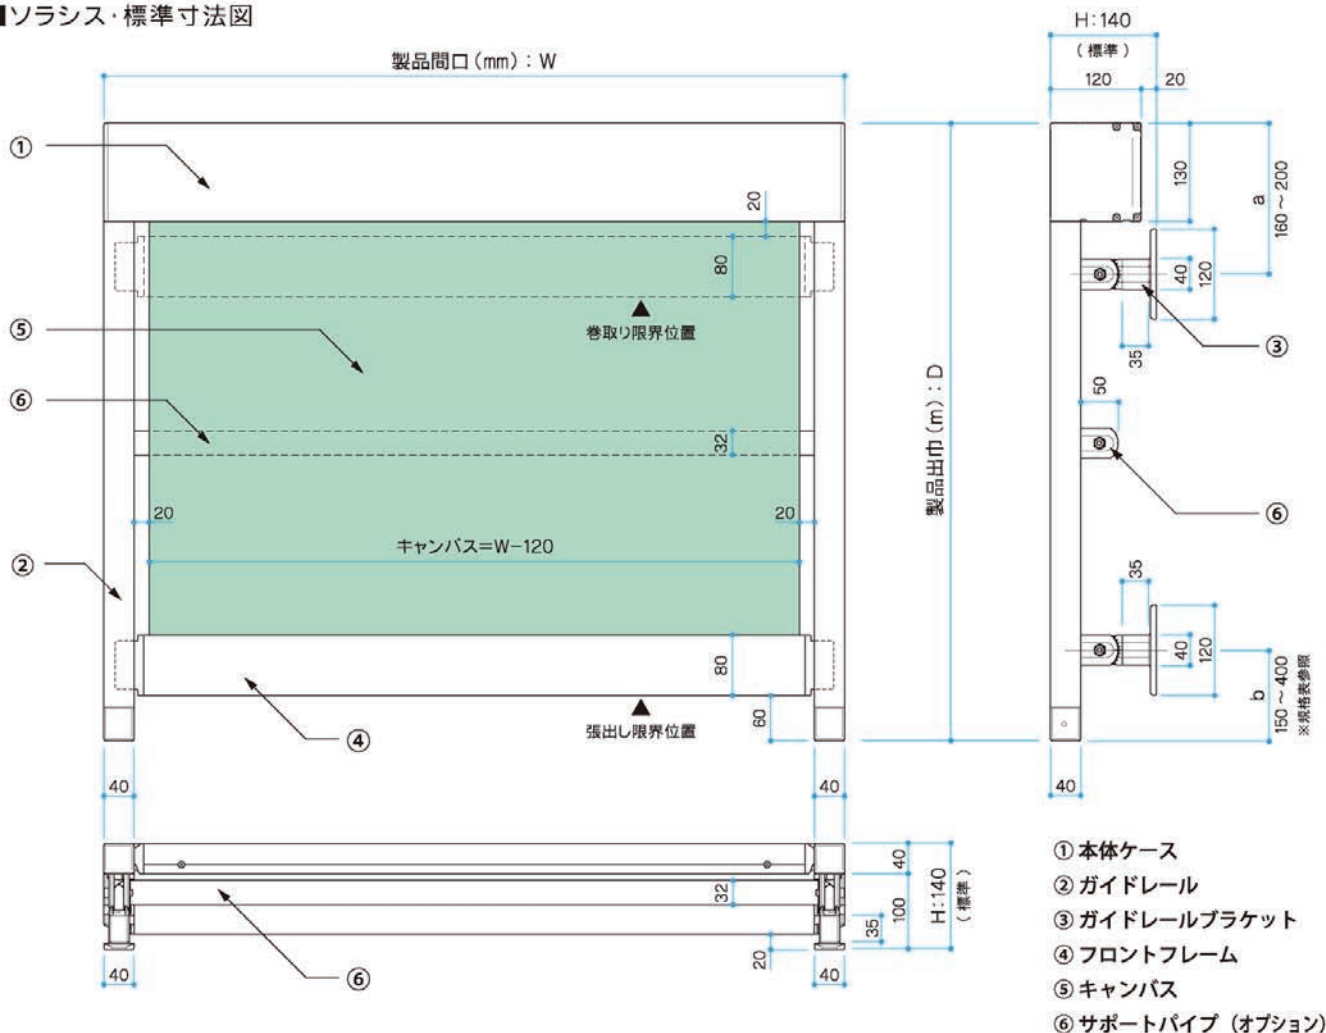 ■ソラシス・標準寸法図
製品間口(mm):W
H:140
(標準)
120
20
①
20
130
a
160~200
80
40
120
巻取り限界位置
⑤
③
35
50
⑥
32
製品出巾(m):D
20
20
⑥
キャンバス=W-120
②
35
80
40
120
b
150~400
※規格表参照
60
張出し限界位置
④
40
40
40
40
32
100
H:140
(標準)
35
20
40
40
⑥
①本体ケース
②ガイドレール
③ガイドレールブラケット
④フロントフレーム
⑤キャンバス
⑥サポートパイプ(オプション)